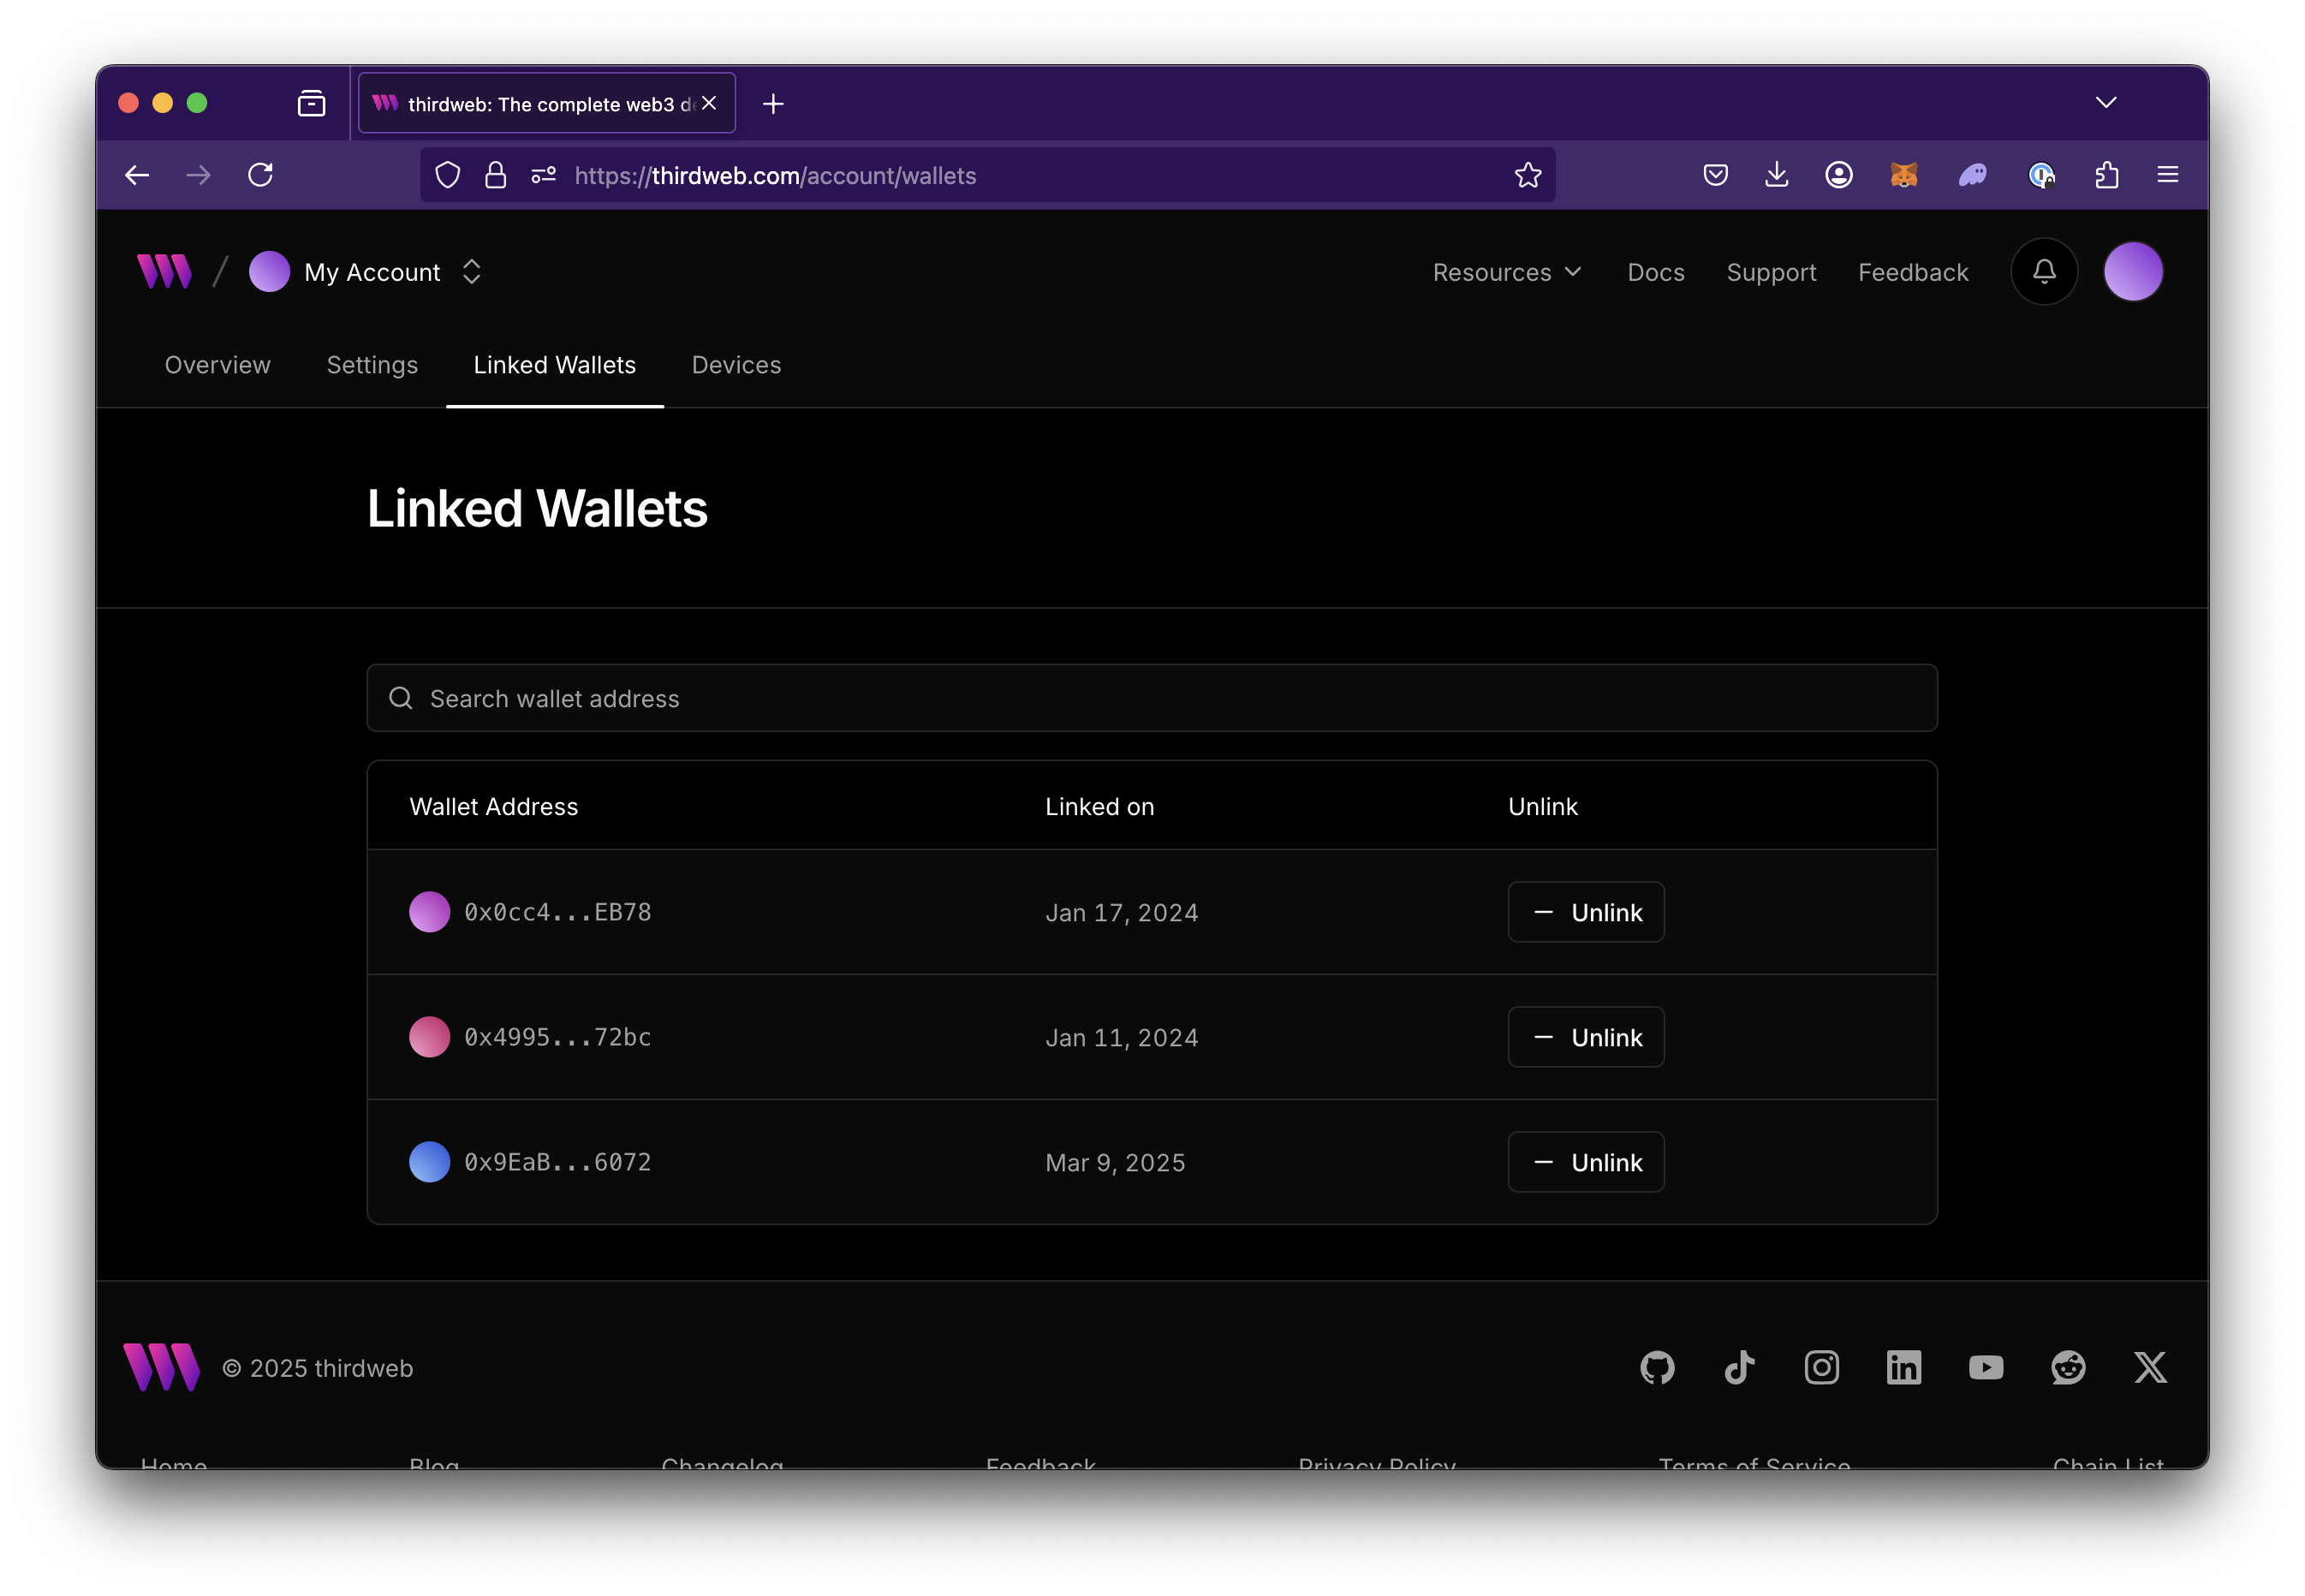 thirdweb: The complete web3 de
https://thirdweb.com/account/wallets
/ My Account
Resources Docs Support Feedback
Overview Settings Linked Wallets Devices
Linked Wallets
Search wallet address
Wallet Address Linked on Unlink
0x0cc4...EB78 Jan 17, 2024 Unlink
0x4995...72bc Jan 11, 2024 Unlink
0x9EaB...6072 Mar 9, 2025 Unlink
© 2025 thirdweb
Home Blog Changelog Feedback Privacy Policy Terms of Service Chain List